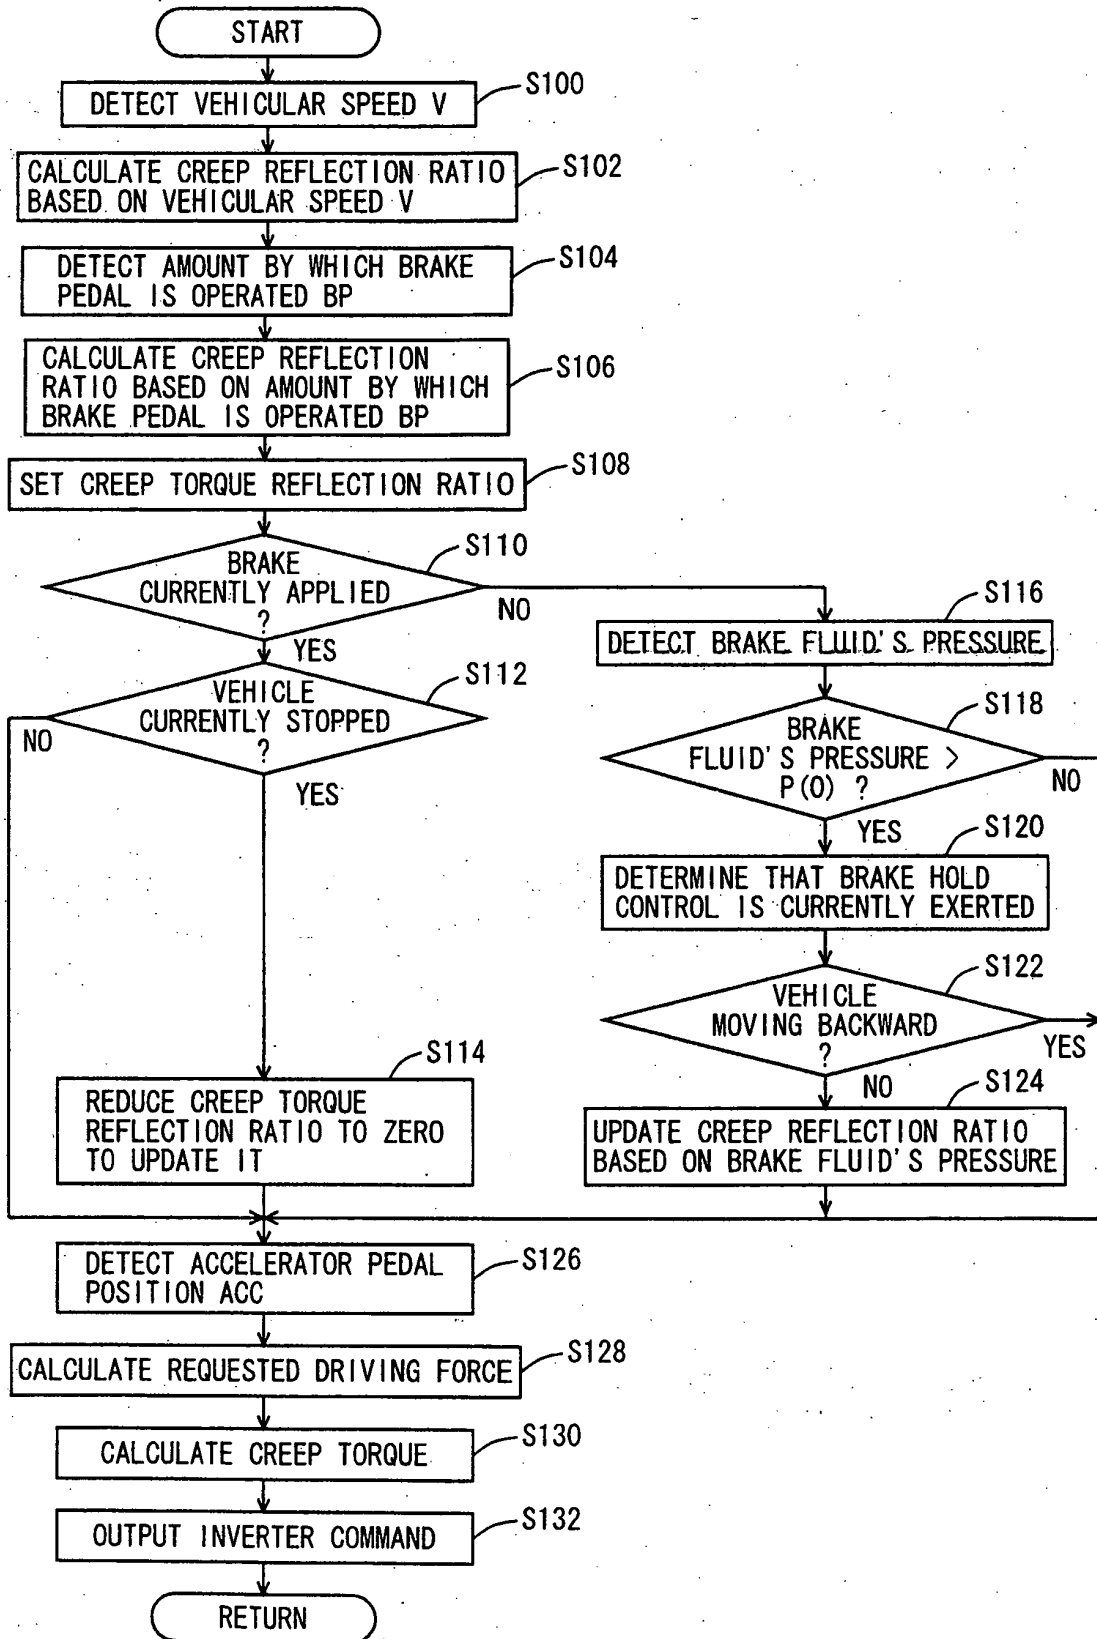 START
DETECT VEHICULAR SPEED V
S100
CALCULATE CREEP REFLECTION RATIO
BASED ON VEHICULAR SPEED V
S102
DETECT AMOUNT BY WHICH BRAKE
PEDAL IS OPERATED BP
S104
CALCULATE CREEP REFLECTION
RATIO BASED ON AMOUNT BY WHICH
BRAKE PEDAL IS OPERATED BP
S106
SET CREEP TORQUE REFLECTION RATIO
S108
BRAKE
CURRENTLY APPLIED
?
S110
NO
YES
VEHICLE
CURRENTLY STOPPED
?
S112
NO
YES
REDUCE CREEP TORQUE
REFLECTION RATIO TO ZERO
TO UPDATE IT
S114
DETECT BRAKE FLUID'S PRESSURE
S116
BRAKE
FLUID'S PRESSURE >
P(0) ?
S118
NO
YES
DETERMINE THAT BRAKE HOLD
CONTROL IS CURRENTLY EXERTED
S120
VEHICLE
MOVING BACKWARD
?
S122
YES
NO
UPDATE CREEP REFLECTION RATIO
BASED ON BRAKE FLUID'S PRESSURE
S124
DETECT ACCELERATOR PEDAL
POSITION ACC
S126
CALCULATE REQUESTED DRIVING FORCE
S128
CALCULATE CREEP TORQUE
S130
OUTPUT INVERTER COMMAND
S132
RETURN